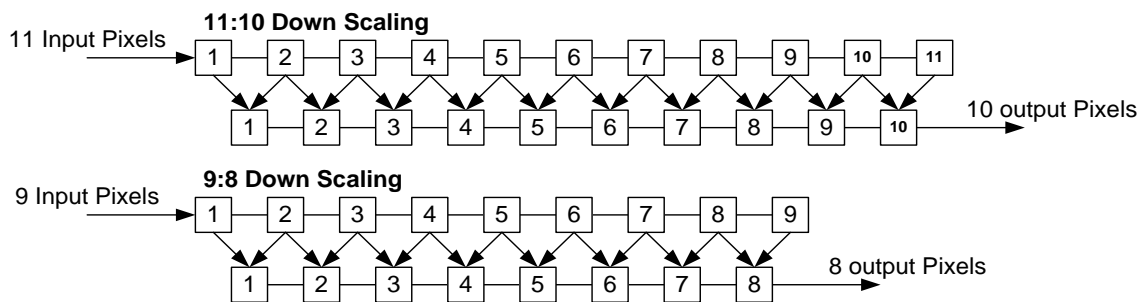 11:10 Down Scaling
11 Input Pixels
1 2 3 4 5 6 7 8 9 10 11
1 2 3 4 5 6 7 8 9 10
10 output Pixels
9:8 Down Scaling
9 Input Pixels
1 2 3 4 5 6 7 8 9
1 2 3 4 5 6 7 8
8 output Pixels